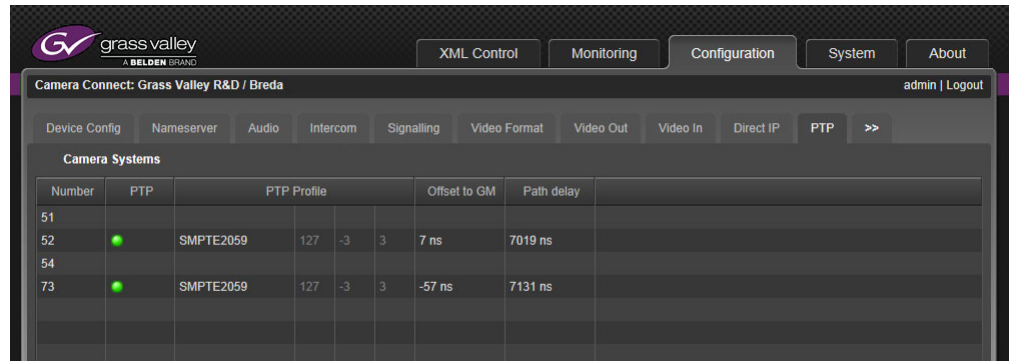 GV grass valley
A BELDEN BRAND
XML Control Monitoring Configuration System About
Camera Connect: Grass Valley R&D / Breda admin | Logout
Device Config Nameserver Audio Intercom Signalling Video Format Video Out Video In Direct IP PTP >>
Camera Systems
Number PTP PTP Profile Offset to GM Path delay
51
52 SMPTE2059 127 -3 3 7 ns 7019 ns
54
73 SMPTE2059 127 -3 3 -57 ns 7131 ns